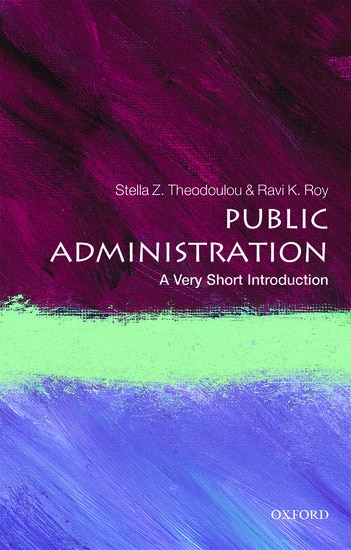 Stella Z. Theodoulou & Ravi K. Roy
PUBLIC
ADMINISTRATION
A Very Short Introduction
OXFORD